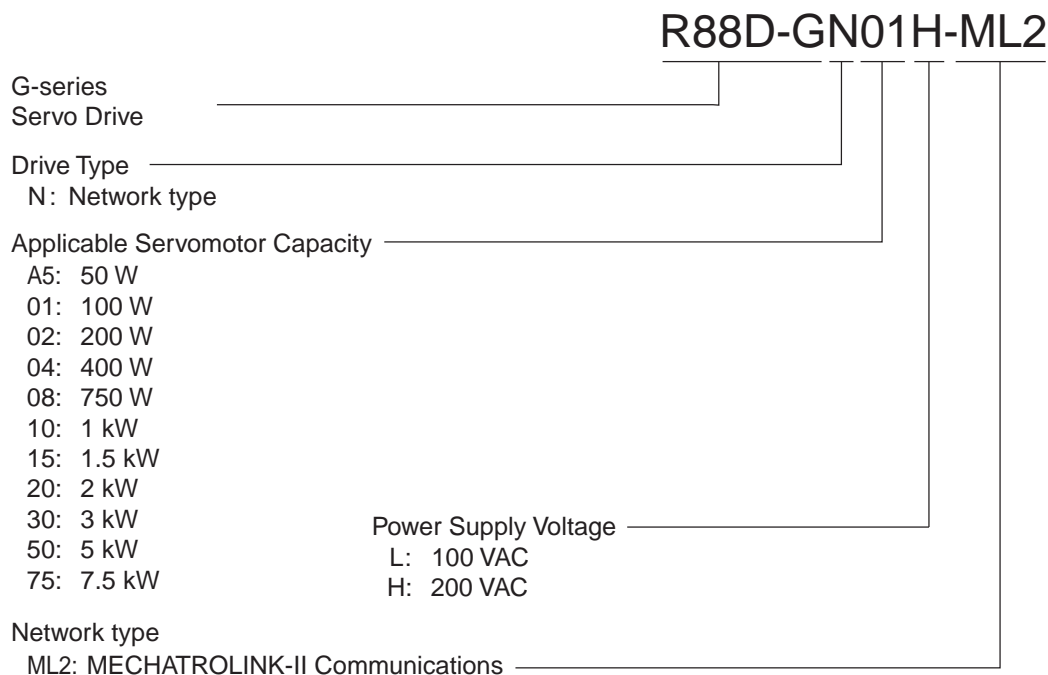 R88D-GN01H-ML2
G-series
Servo Drive
Drive Type
N: Network type
Applicable Servomotor Capacity
A5: 50 W
01: 100 W
02: 200 W
04: 400 W
08: 750 W
10: 1 kW
15: 1.5 kW
20: 2 kW
30: 3 kW
50: 5 kW
75: 7.5 kW
Power Supply Voltage
L: 100 VAC
H: 200 VAC
Network type
ML2: MECHATROLINK-II Communications